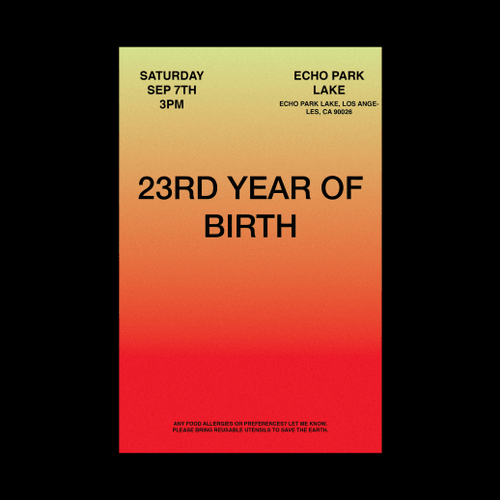 SATURDAY
SEP 7TH
3PM
ECHO PARK
LAKE
ECHO PARK LAKE, LOS ANGE-
LES, CA 90026
23RD YEAR OF
BIRTH
ANY FOOD ALLERGIES OR PREFERENCES? LET ME KNOW.
PLEASE BRING REUSABLE UTENSILS TO SAVE THE EARTH.